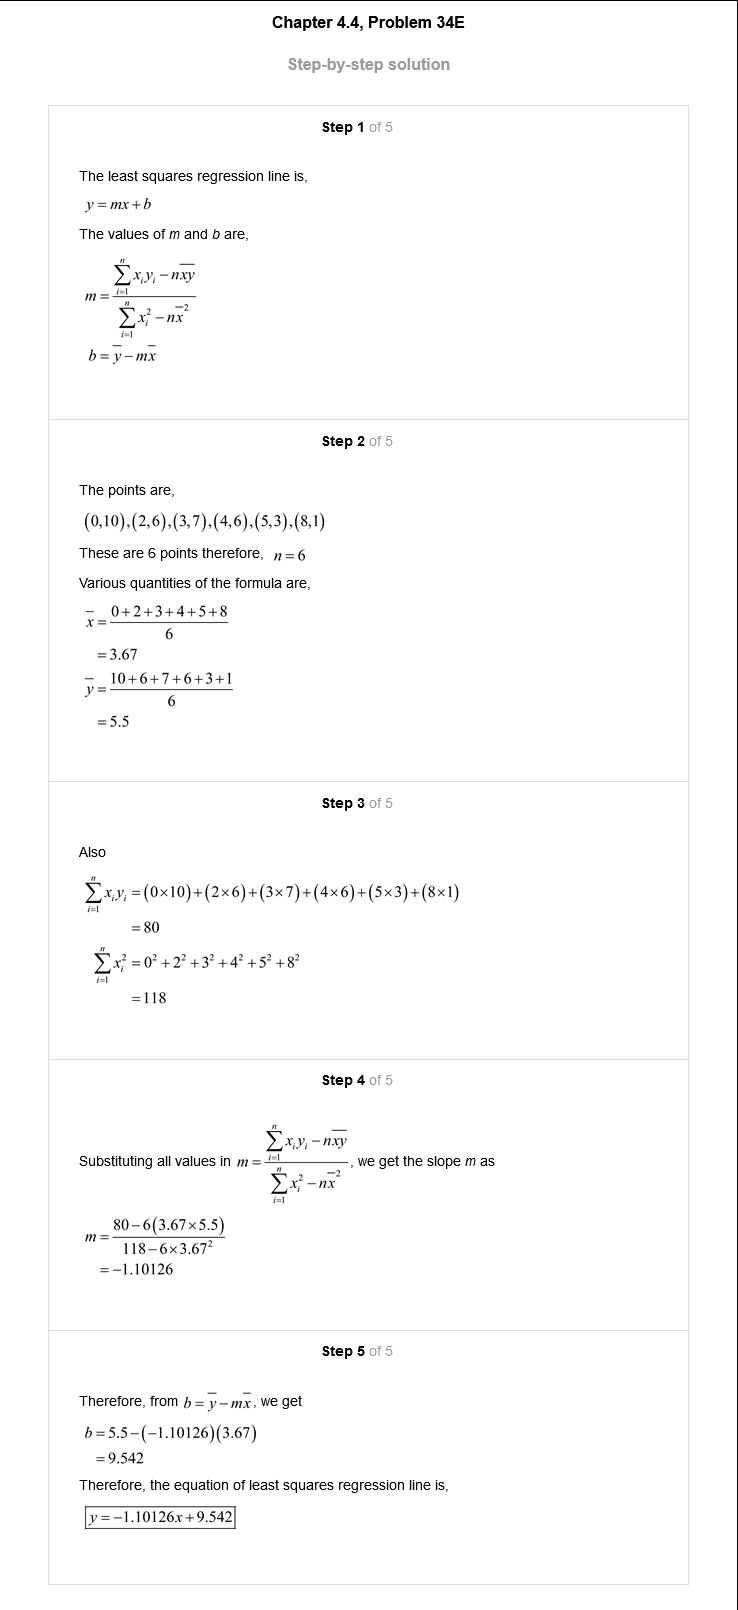 Chapter 4.4, Problem 34E
Step-by-step solution
Step 1 of 5
The least squares regression line is,
y = mx + b
The values of m and b are,
m = \frac{\sum_{i=1}^{n} x_i y_i - n\overline{xy}}{\sum_{i=1}^{n} x_i^2 - n\overline{x}^2}
b = \overline{y} - m\overline{x}
Step 2 of 5
The points are,
(0,10),(2,6),(3,7),(4,6),(5,3),(8,1)
These are 6 points therefore, n = 6
Various quantities of the formula are,
\overline{x} = \frac{0+2+3+4+5+8}{6}
= 3.67
\overline{y} = \frac{10+6+7+6+3+1}{6}
= 5.5
Step 3 of 5
Also
\sum_{i=1}^{n} x_i y_i = (0×10)+(2×6)+(3×7)+(4×6)+(5×3)+(8×1)
= 80
\sum_{i=1}^{n} x_i^2 = 0^2 + 2^2 + 3^2 + 4^2 + 5^2 + 8^2
= 118
Step 4 of 5
Substituting all values in m = \frac{\sum_{i=1}^{n} x_i y_i - n\overline{xy}}{\sum_{i=1}^{n} x_i^2 - n\overline{x}^2}, we get the slope m as
m = \frac{80-6(3.67×5.5)}{118-6×3.67^2}
= -1.10126
Step 5 of 5
Therefore, from b = \overline{y} - m\overline{x}, we get
b = 5.5-(-1.10126)(3.67)
= 9.542
Therefore, the equation of least squares regression line is,
y = -1.10126x + 9.542